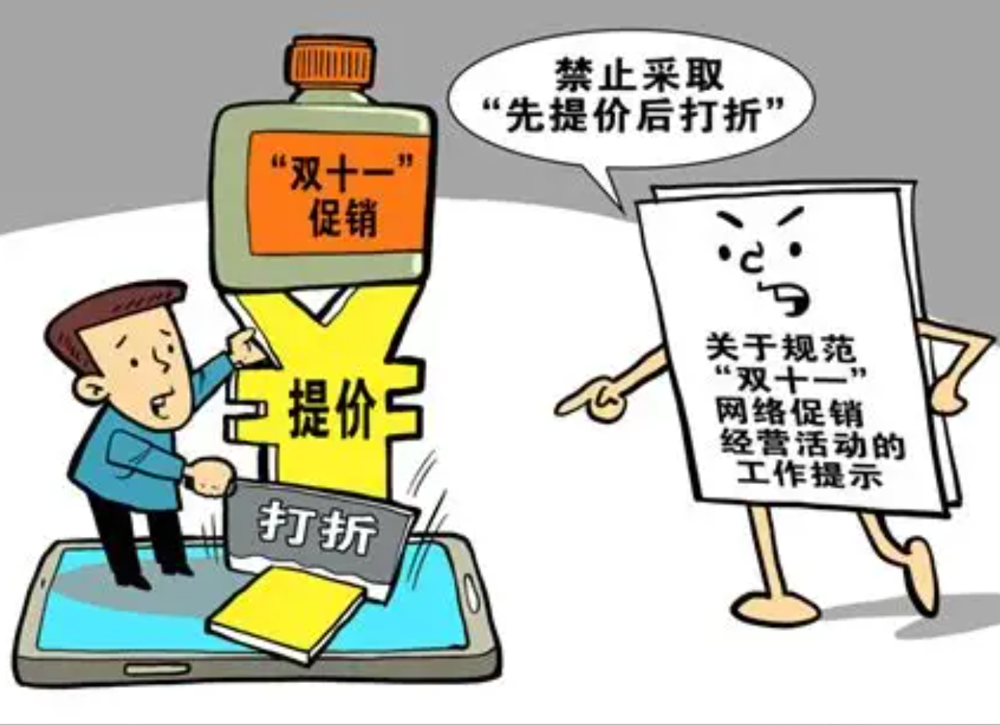 禁止采取
“先提价后打折”
“双十一”
促销
提价
打折
关于规范
“双十一”
网络促销
经营活动的
工作提示